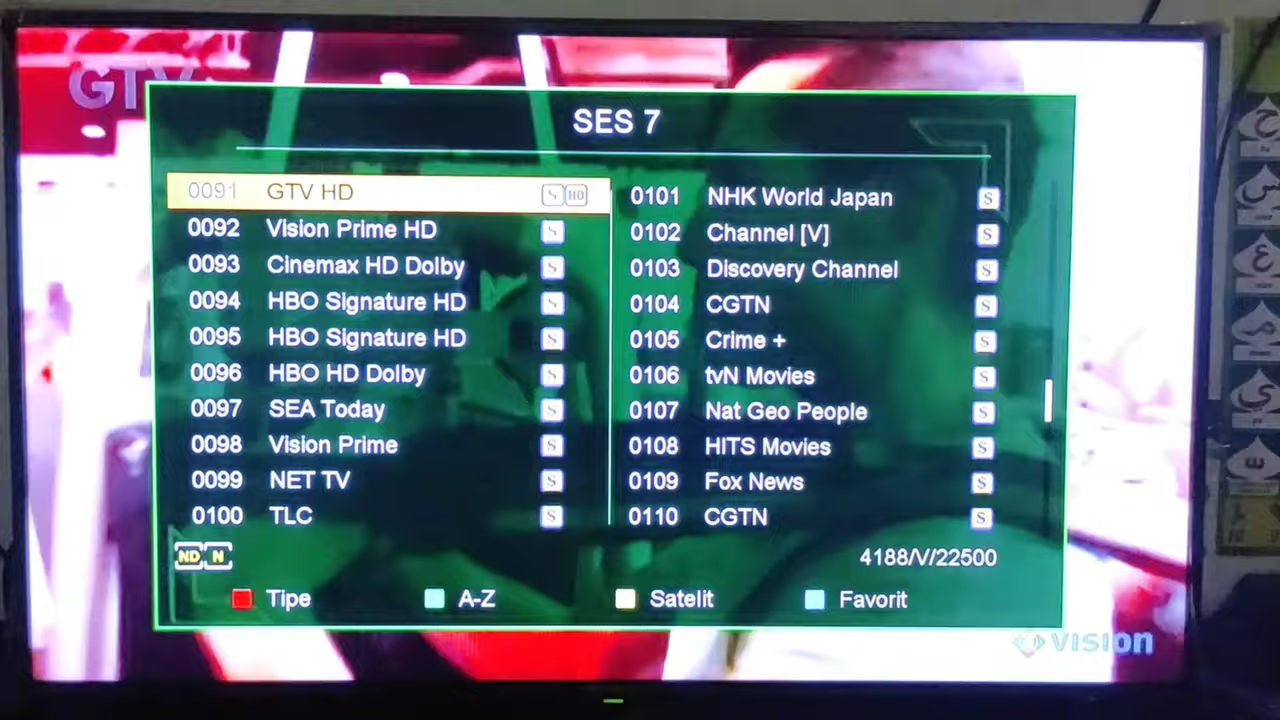 GTV
SES 7
0091 GTV HD S HD
0092 Vision Prime HD S
0093 Cinemax HD Dolby S
0094 HBO Signature HD S
0095 HBO Signature HD S
0096 HBO HD Dolby S
0097 SEA Today S
0098 Vision Prime S
0099 NET TV S
0100 TLC S
0101 NHK World Japan S
0102 Channel [V] S
0103 Discovery Channel S
0104 CGTN S
0105 Crime + S
0106 tvN Movies S
0107 Nat Geo People S
0108 HITS Movies S
0109 Fox News S
0110 CGTN S
ND N
4188/V/22500
Tipe A-Z Satelit Favorit
VISION